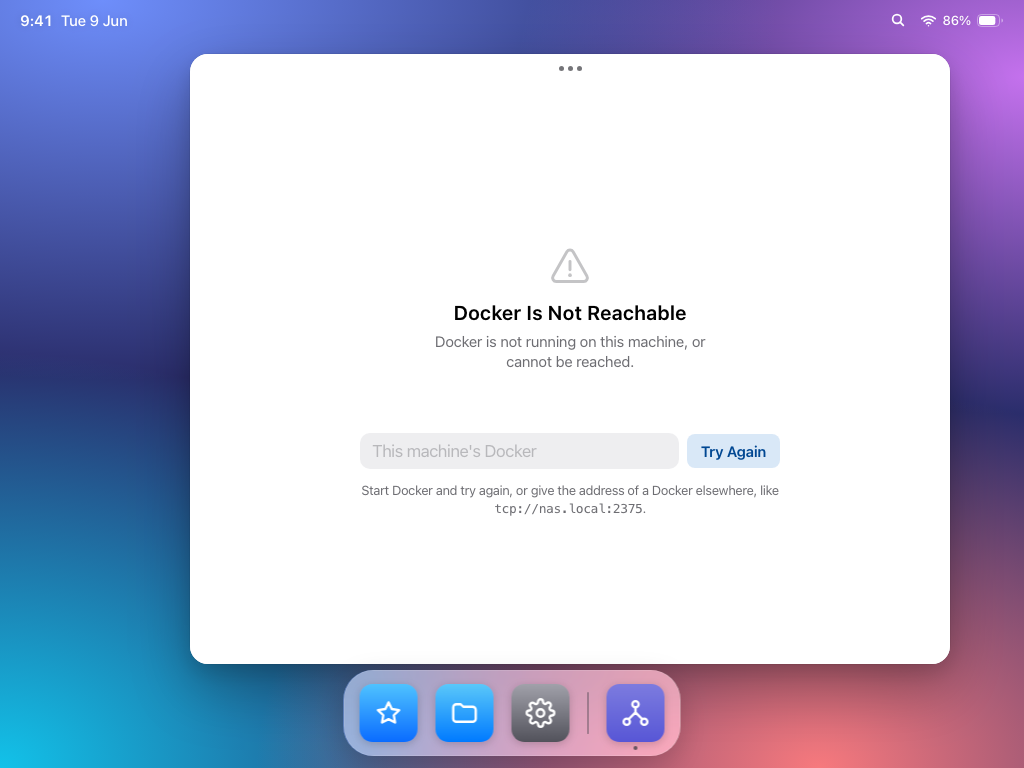 9:41 Tue 9 Jun
86%
Docker Is Not Reachable
Docker is not running on this machine, or
cannot be reached.
This machine's Docker
Try Again
Start Docker and try again, or give the address of a Docker elsewhere, like
tcp://nas.local:2375.